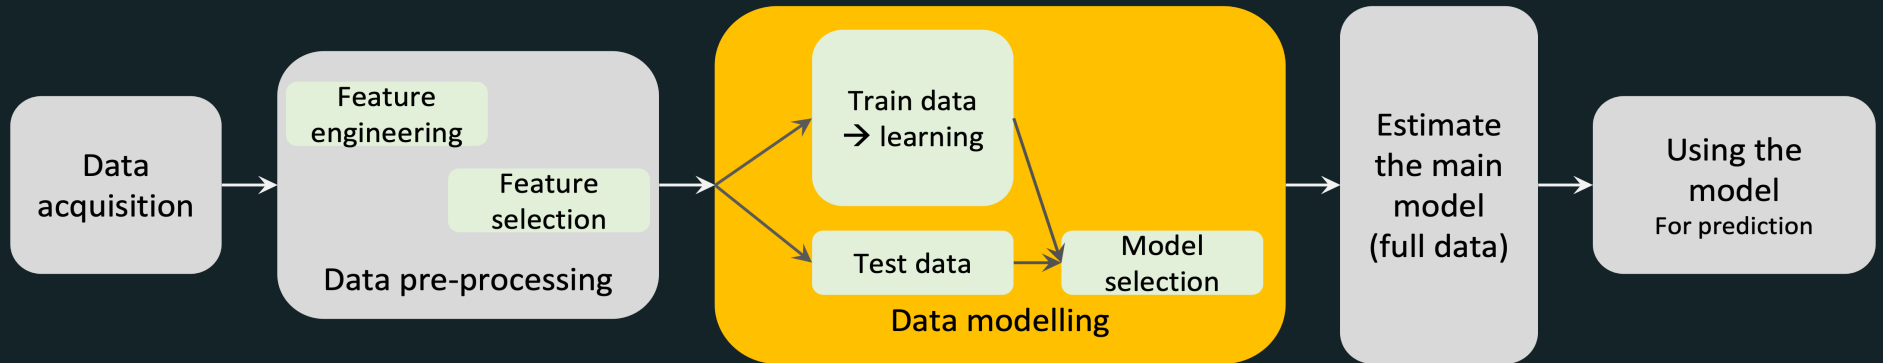 Data
acquisition
Feature
engineering
Feature
selection
Data pre-processing
Train data
→ learning
Test data
Model
selection
Data modelling
Estimate
the main
model
(full data)
Using the
model
For prediction